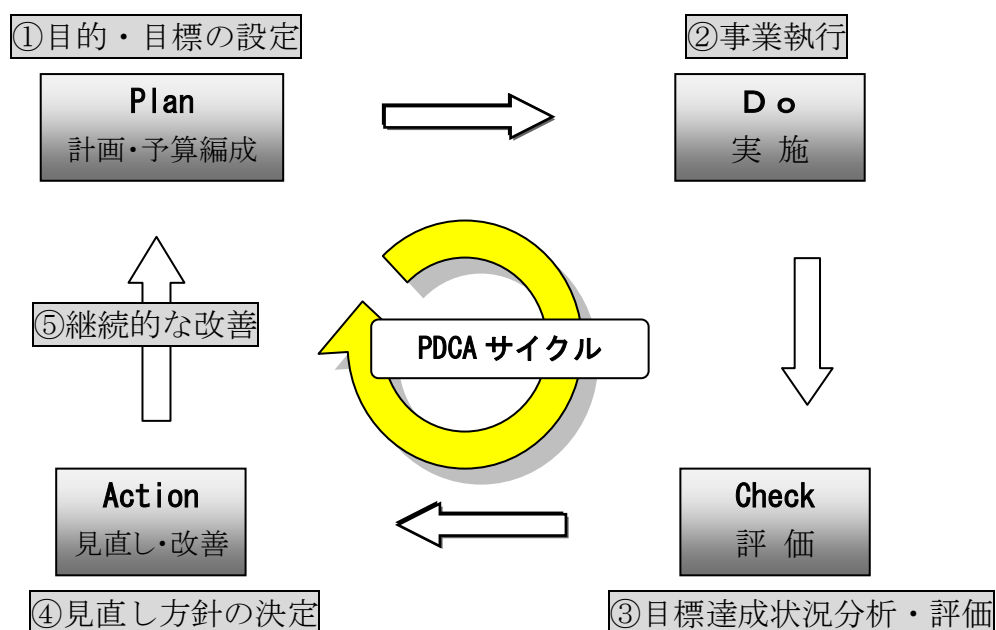 ①目的・目標の設定
Plan
計画・予算編成
②事業執行
Do
実 施
⑤継続的な改善
PDCA サイクル
Action
見直し・改善
④見直し方針の決定
Check
評 価
③目標達成状況分析・評価